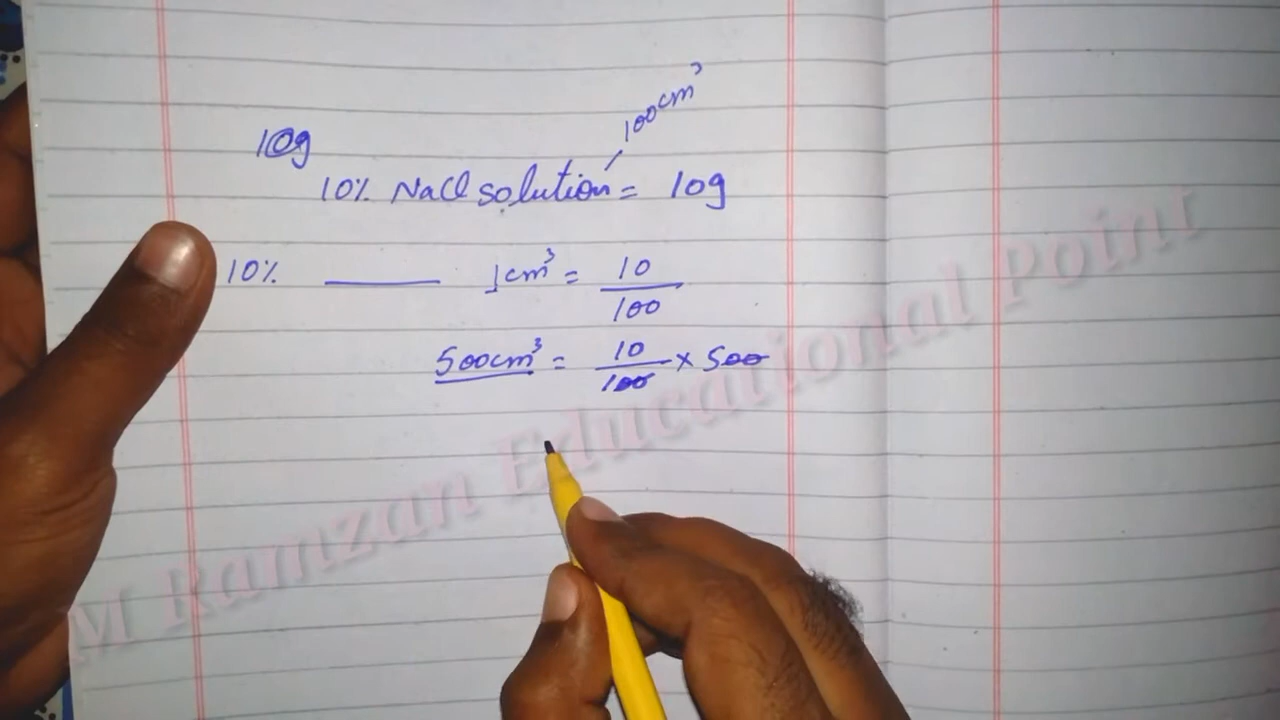 100cm³
10g
10% NaCl solution = 10g
10% ——— 1cm³ = 10/100
500cm³ = 10/100 × 500
M Ramzan Educational Point